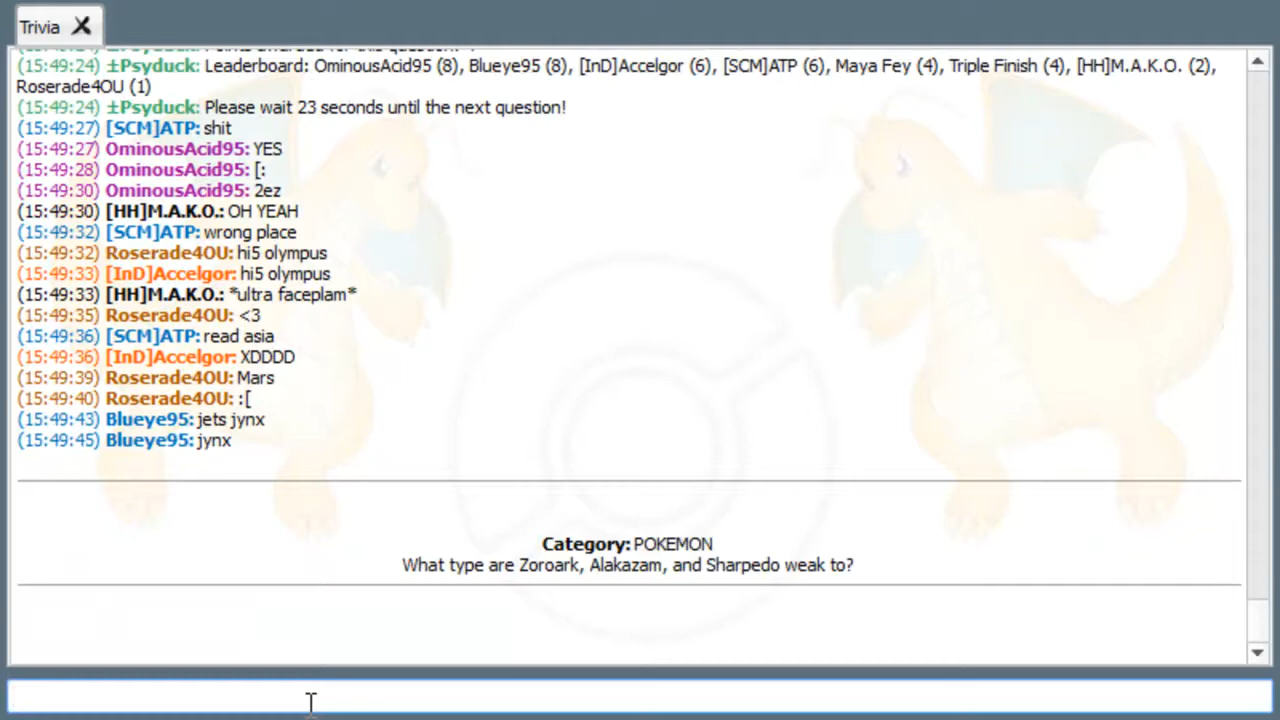 Trivia X
(15:49:24) ±Psyduck: Leaderboard: OminousAcid95 (8), Blueye95 (8), [InD]Accelgor (6), [SCM]ATP (6), Maya Fey (4), Triple Finish (4), [HH]M.A.K.O. (2),
Roserade4OU (1)
(15:49:24) ±Psyduck: Please wait 23 seconds until the next question!
(15:49:27) [SCM]ATP: shit
(15:49:27) OminousAcid95: YES
(15:49:28) OminousAcid95: [:
(15:49:30) OminousAcid95: 2ez
(15:49:30) [HH]M.A.K.O.: OH YEAH
(15:49:32) [SCM]ATP: wrong place
(15:49:32) Roserade4OU: hi5 olympus
(15:49:33) [InD]Accelgor: hi5 olympus
(15:49:33) [HH]M.A.K.O.: *ultra faceplam*
(15:49:35) Roserade4OU: <3
(15:49:36) [SCM]ATP: read asia
(15:49:36) [InD]Accelgor: XDDDD
(15:49:39) Roserade4OU: Mars
(15:49:40) Roserade4OU: :[
(15:49:43) Blueye95: jets jynx
(15:49:45) Blueye95: jynx
Category: POKEMON
What type are Zoroark, Alakazam, and Sharpedo weak to?